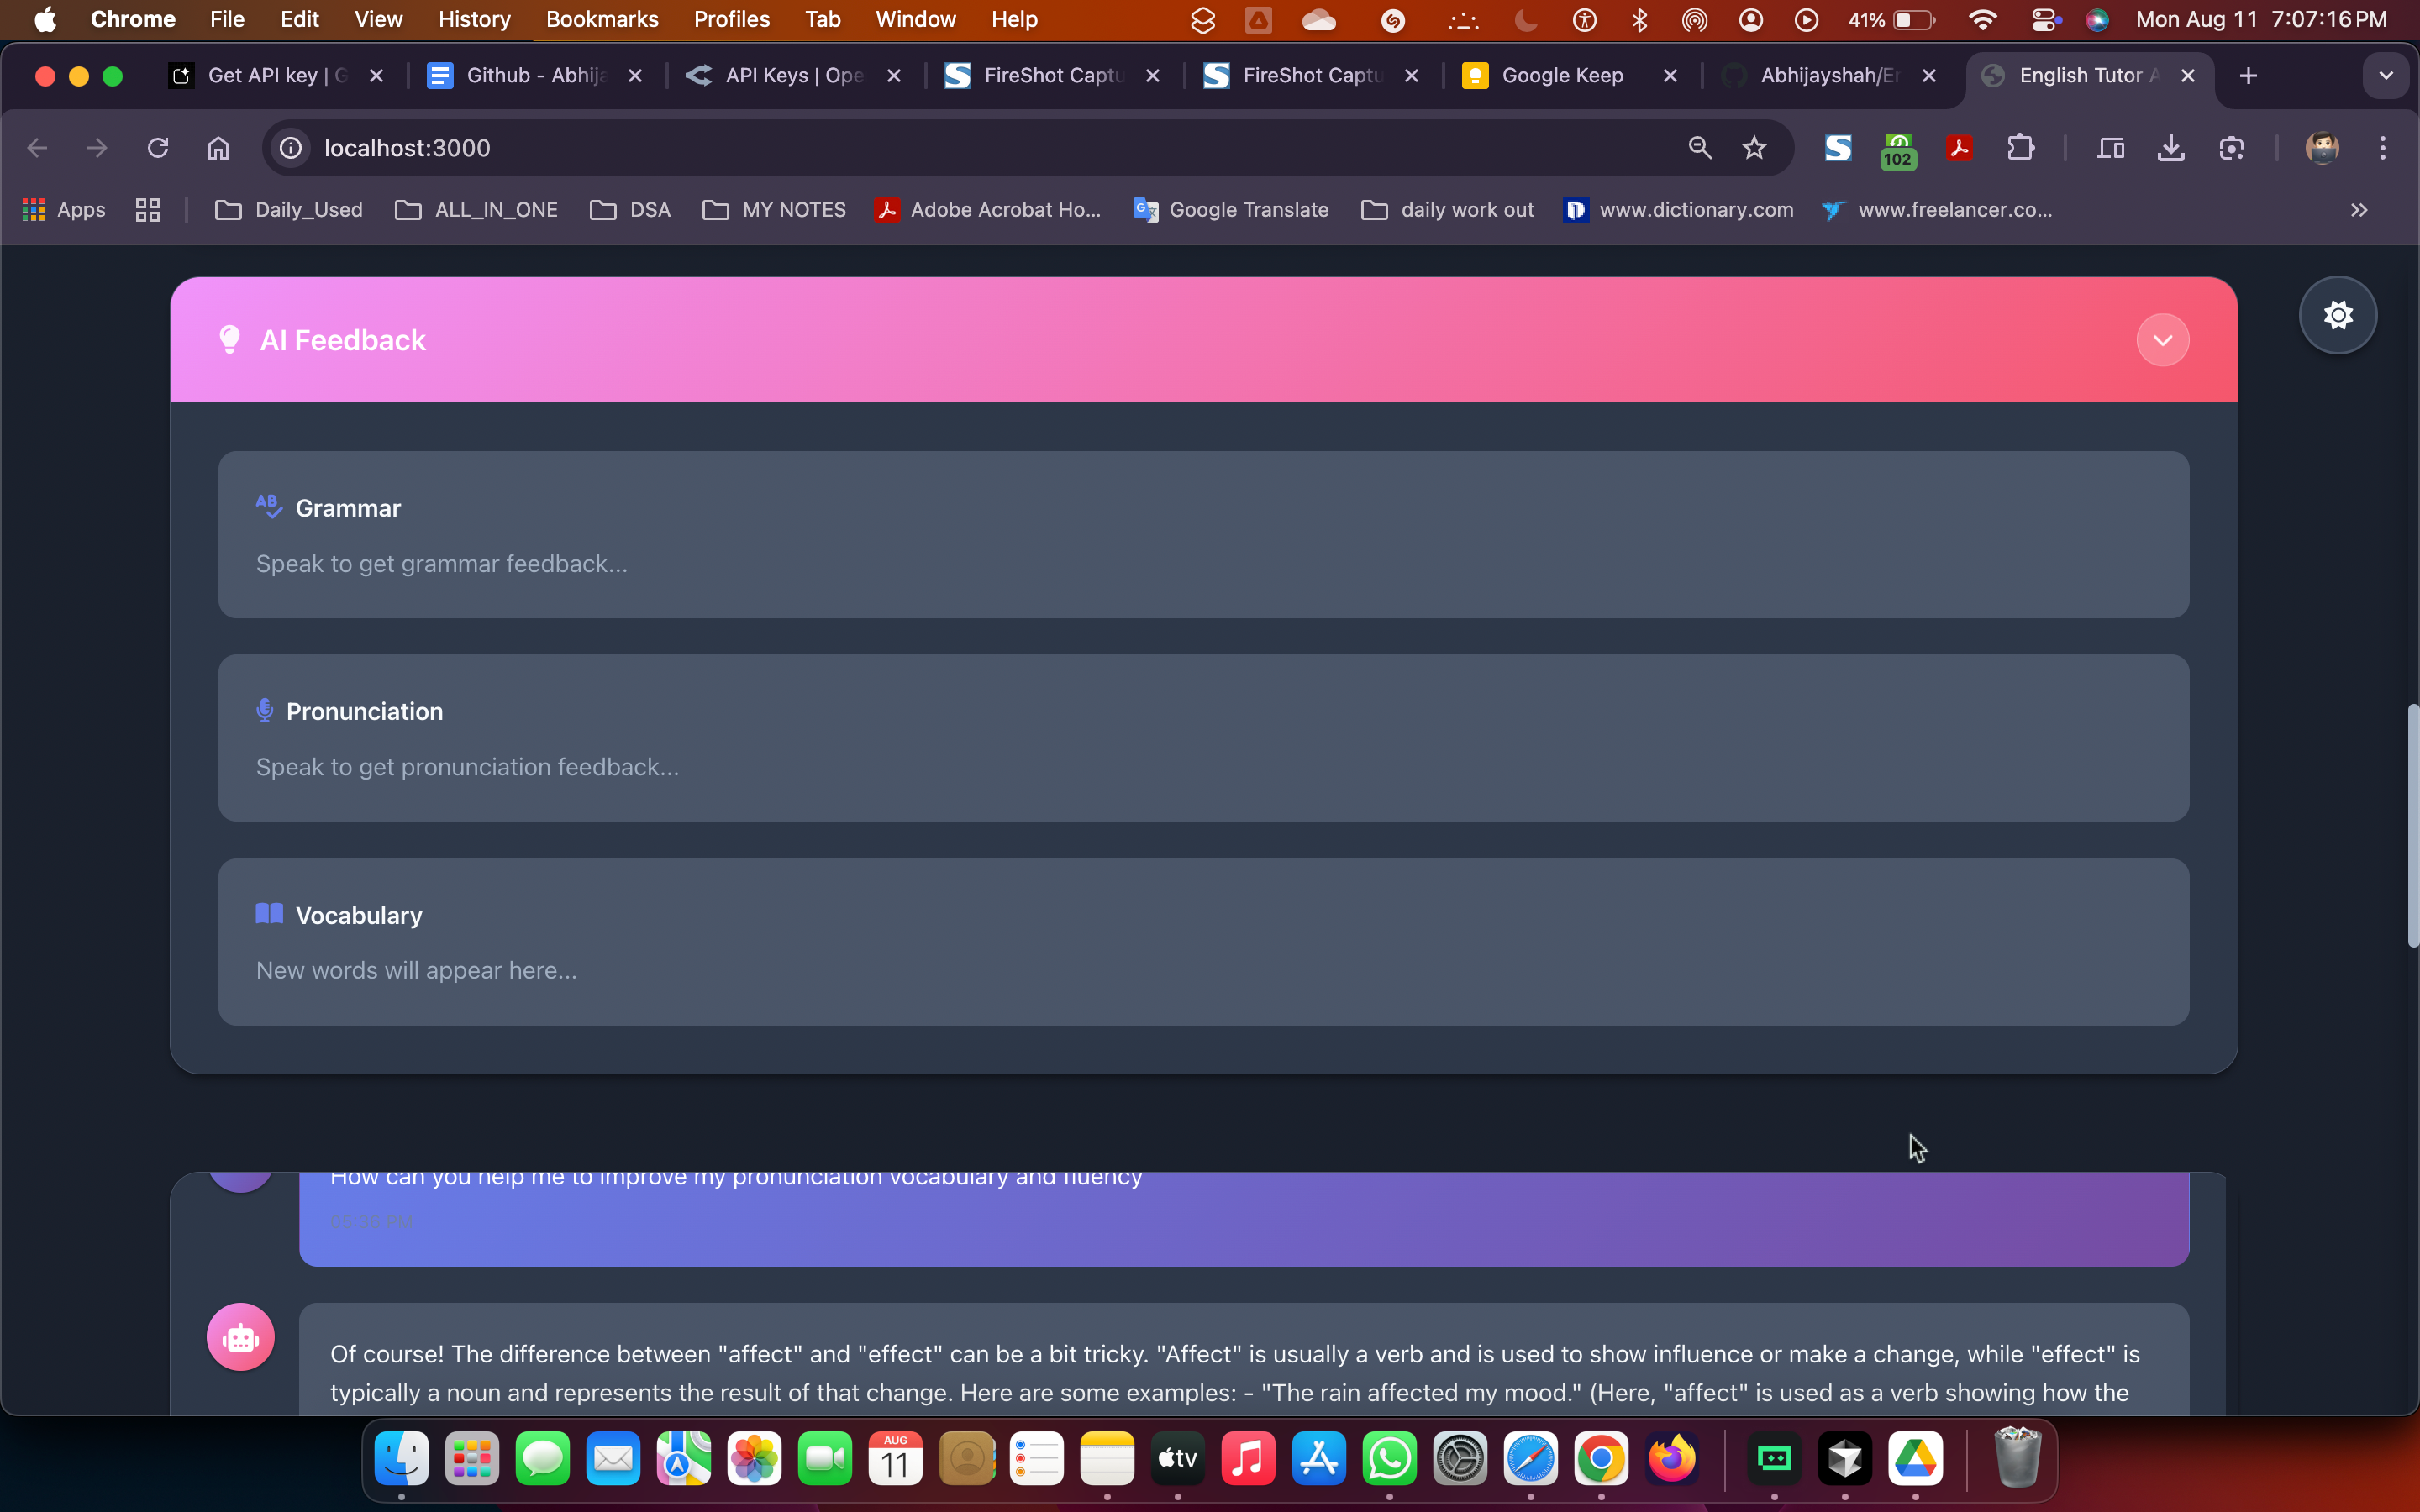 Chrome File Edit View History Bookmarks Profiles Tab Window Help 41% Mon Aug 11 7:07:16 PM
Get API key | G Github - Abhija API Keys | Ope FireShot Captu FireShot Captu Google Keep Abhijayshah/En English Tutor A
localhost:3000 102
Apps Daily_Used ALL_IN_ONE DSA MY NOTES Adobe Acrobat Ho... Google Translate daily work out www.dictionary.com www.freelancer.co...
AI Feedback
AB Grammar
Speak to get grammar feedback...
Pronunciation
Speak to get pronunciation feedback...
Vocabulary
New words will appear here...
How can you help me to improve my pronunciation vocabulary and fluency
PM
Of course! The difference between "affect" and "effect" can be a bit tricky. "Affect" is usually a verb and is used to show influence or make a change, while "effect" is
typically a noun and represents the result of that change. Here are some examples: - "The rain affected my mood." (Here, "affect" is used as a verb showing how the
AUG
11
tv